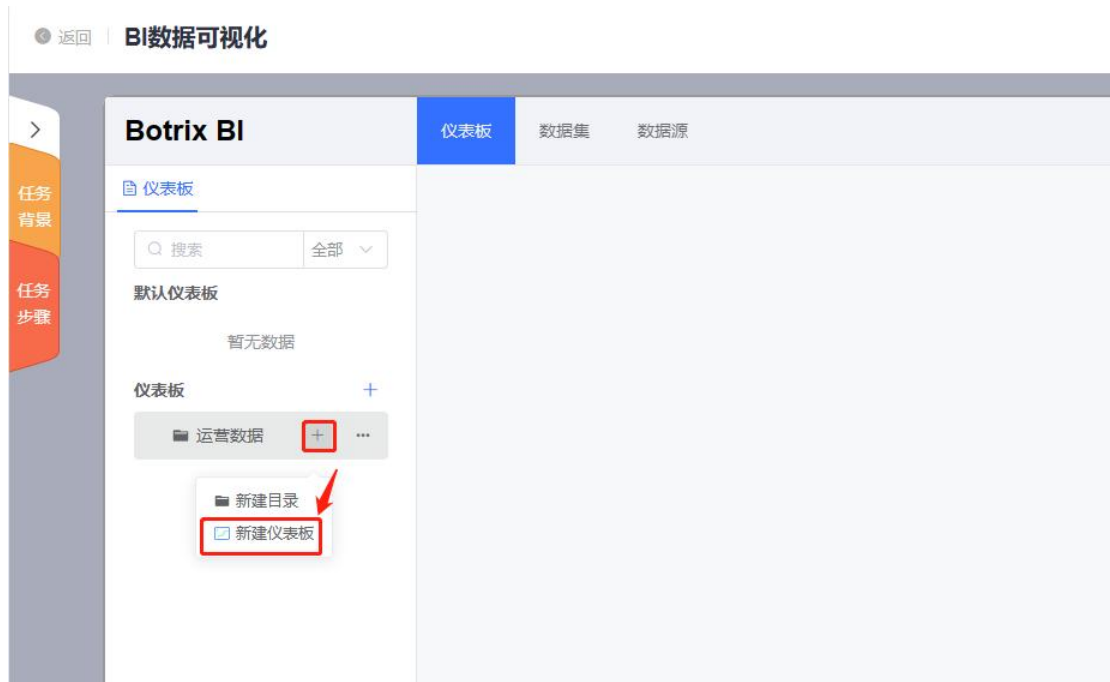 返回 BI数据可视化
Botrix BI 仪表板 数据集 数据源
任务
背景
任务
步骤
仪表板
搜索 全部
默认仪表板
暂无数据
仪表板
运营数据
新建目录
新建仪表板